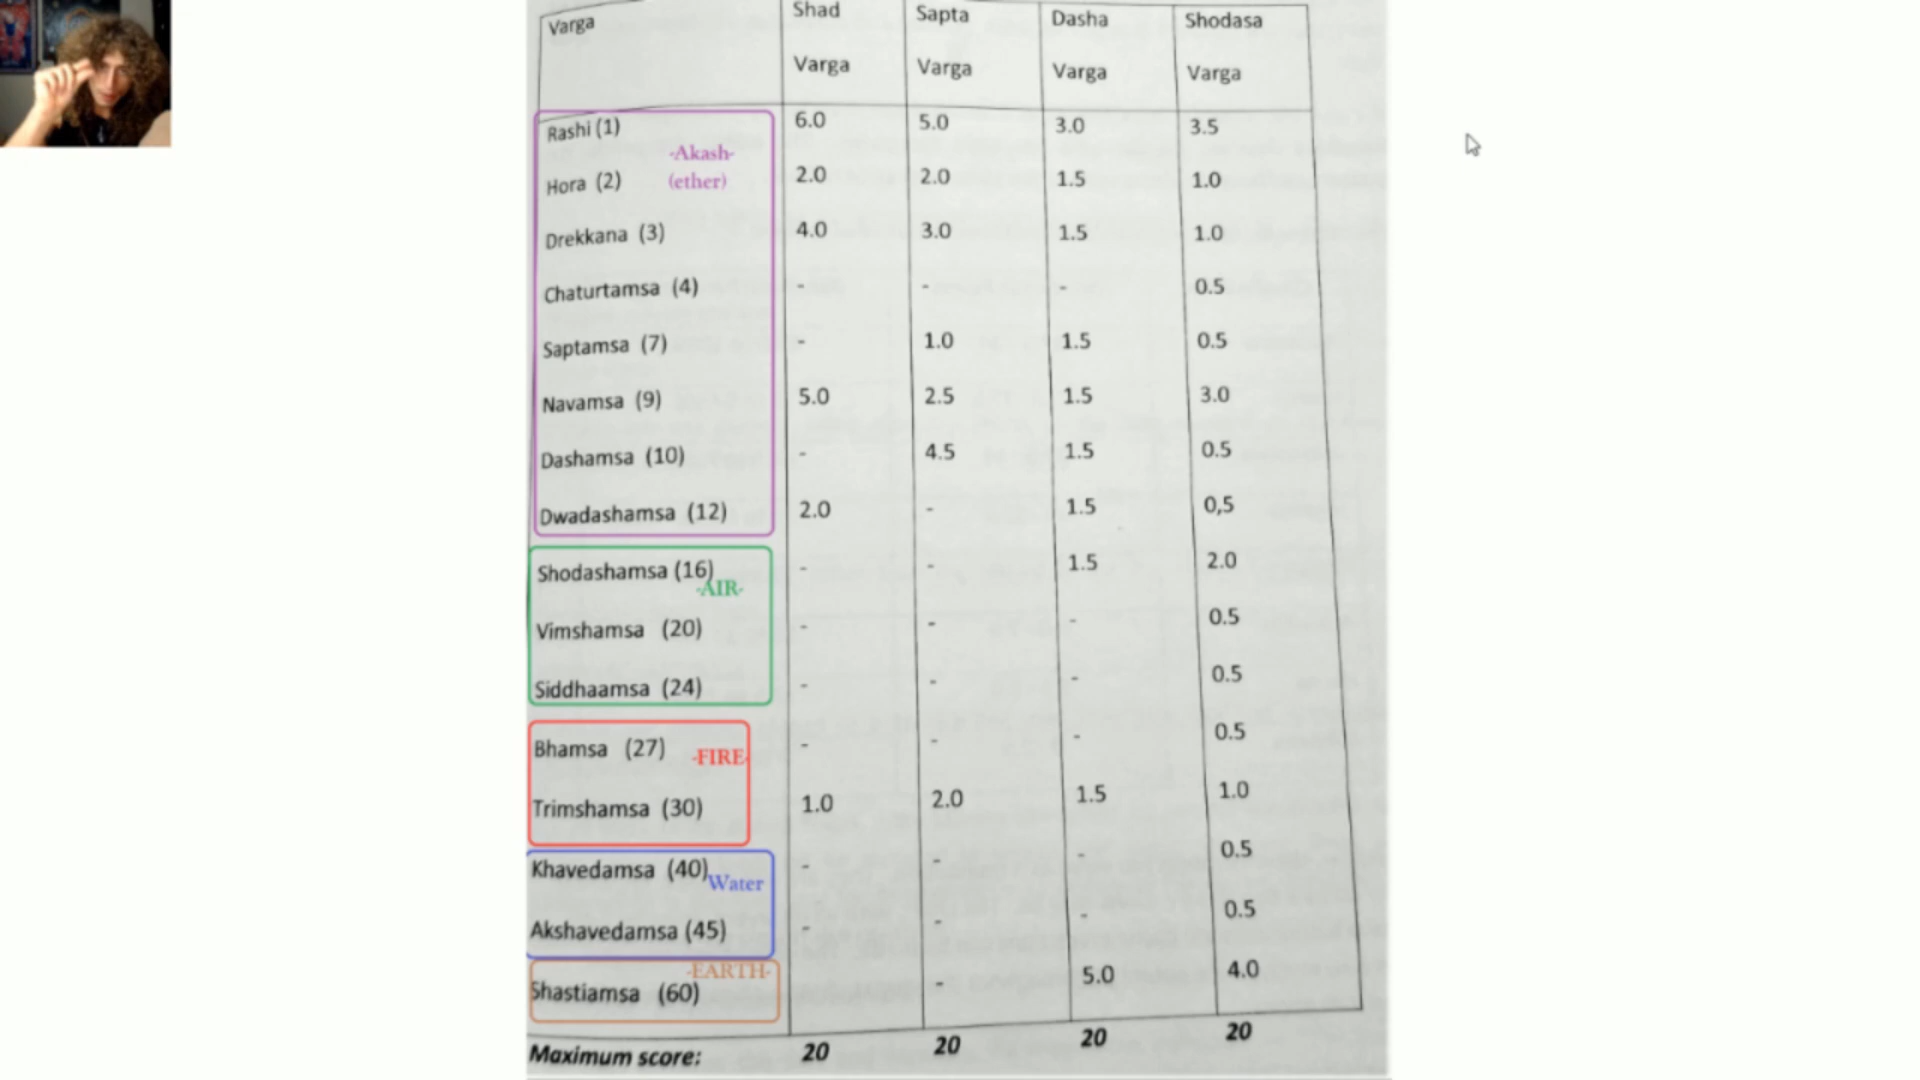 Varga Shad Varga Sapta Varga Dasha Varga Shodasa Varga
Rashi (1) 6.0 5.0 3.0 3.5
-Akash-
(ether)
Hora (2) 2.0 2.0 1.5 1.0
Drekkana (3) 4.0 3.0 1.5 1.0
Chaturtamsa (4) - - - 0.5
Saptamsa (7) - 1.0 1.5 0.5
Navamsa (9) 5.0 2.5 1.5 3.0
Dashamsa (10) - 4.5 1.5 0.5
Dwadashamsa (12) 2.0 - 1.5 0,5
Shodashamsa (16) - - 1.5 2.0
-AIR-
Vimshamsa (20) - - - 0.5
Siddhaamsa (24) - - - 0.5
Bhamsa (27) - - - 0.5
-FIRE-
Trimshamsa (30) 1.0 2.0 1.5 1.0
Khavedamsa (40) - - - 0.5
Water
Akshavedamsa (45) - - - 0.5
-EARTH-
Shastiamsa (60) - 5.0 4.0
Maximum score: 20 20 20 20